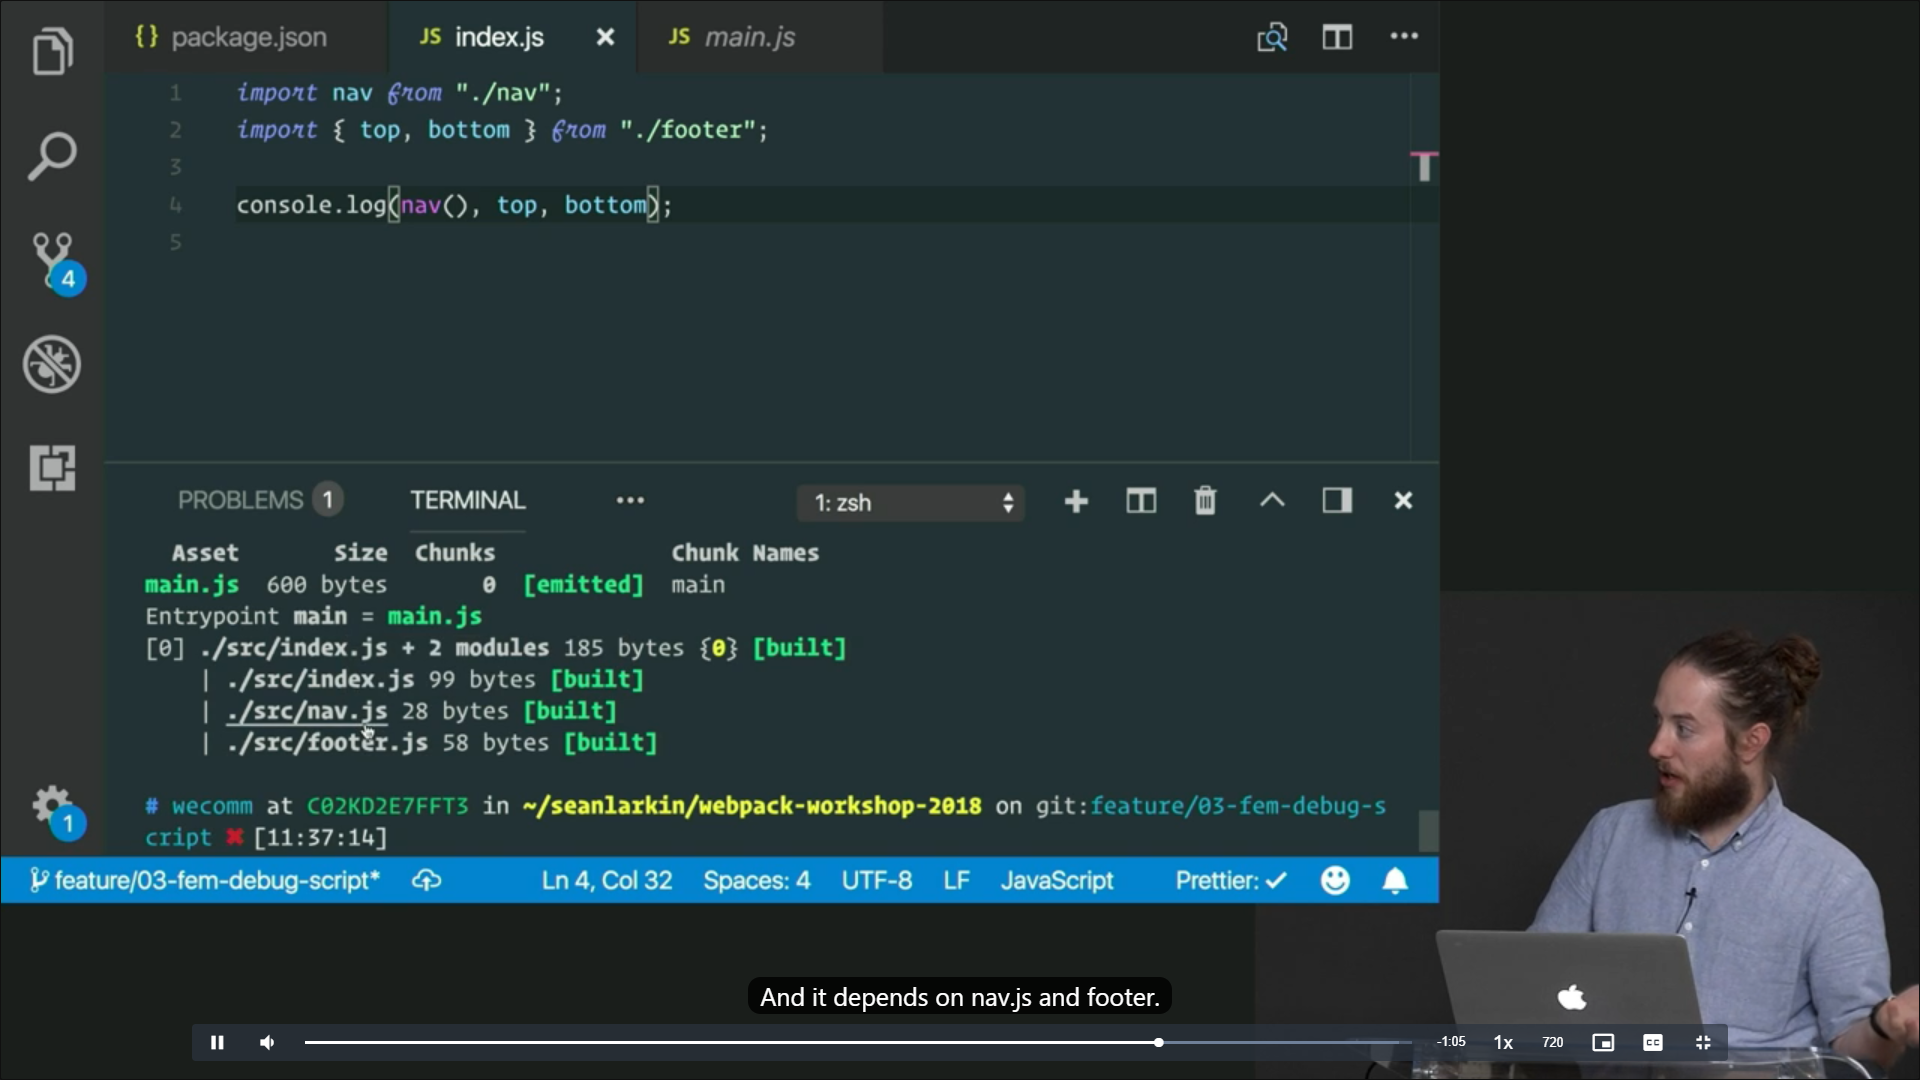 {} package.json
JS index.js
JS main.js
1 import nav from "./nav";
2 import { top, bottom } from "./footer";
3
4 console.log(nav(), top, bottom);
5
4
PROBLEMS 1 TERMINAL ••• 1: zsh
Asset Size Chunks Chunk Names
main.js 600 bytes 0 [emitted] main
Entrypoint main = main.js
[0] ./src/index.js + 2 modules 185 bytes {0} [built]
| ./src/index.js 99 bytes [built]
| ./src/nav.js 28 bytes [built]
| ./src/footer.js 58 bytes [built]
# wecomm at C02KD2E7FFT3 in ~/seanlarkin/webpack-workshop-2018 on git:feature/03-fem-debug-s
cript ✖ [11:37:14]
1
feature/03-fem-debug-script* Ln 4, Col 32 Spaces: 4 UTF-8 LF JavaScript Prettier: ✓
And it depends on nav.js and footer.
-1:05 1x 720 CC